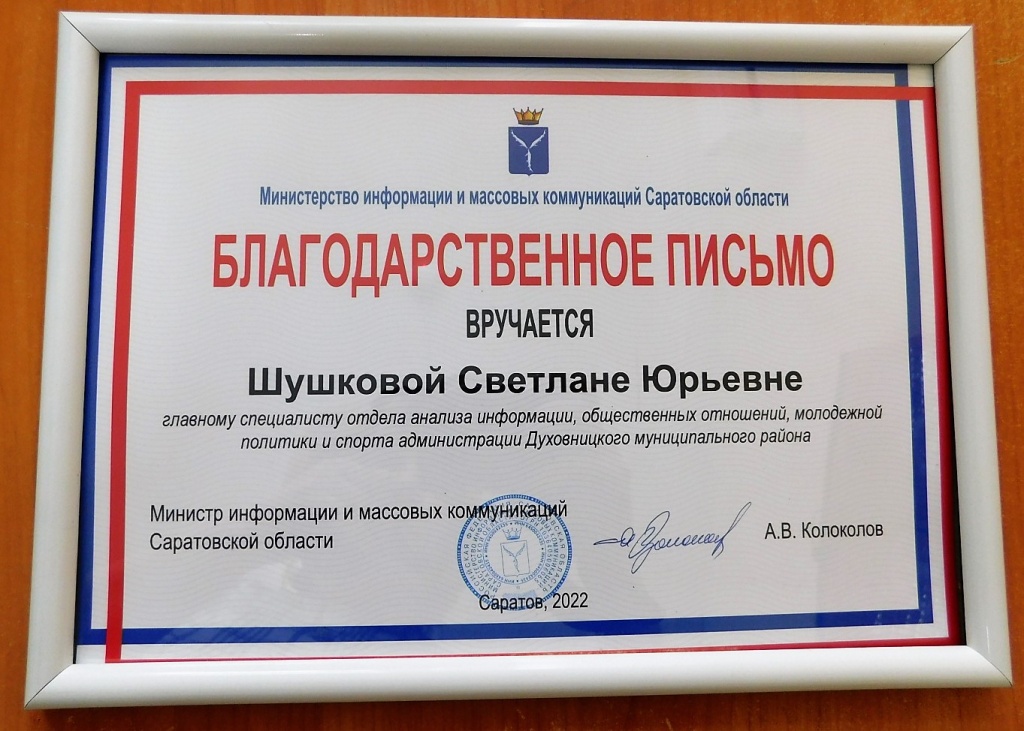 Министерство информации и массовых коммуникаций Саратовской области
БЛАГОДАРСТВЕННОЕ ПИСЬМО
ВРУЧАЕТСЯ
Шушковой Светлане Юрьевне
главному специалисту отдела анализа информации, общественных отношений, молодежной
политики и спорта администрации Духовницкого муниципального района
Министр информации и массовых коммуникаций
Саратовской области
А.В. Колоколов
Саратов, 2022